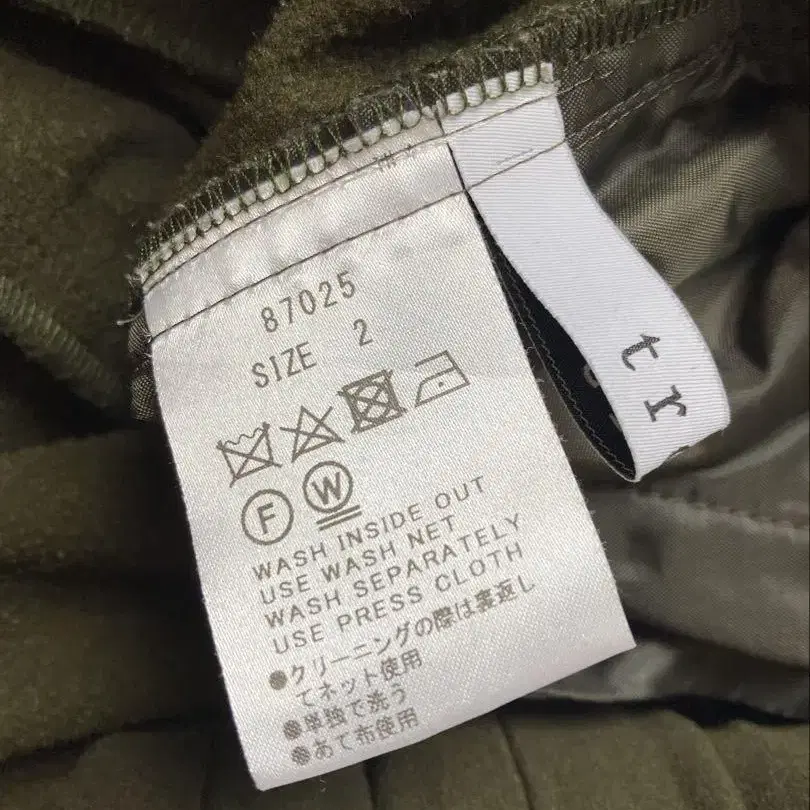 87025
SIZE 2
F W
WASH INSIDE OUT
USE WASH NET
WASH SEPARATELY
USE PRESS CLOTH
●クリーニングの際は裏返し
てネット使用
●単独で洗う
●あて布使用
tr